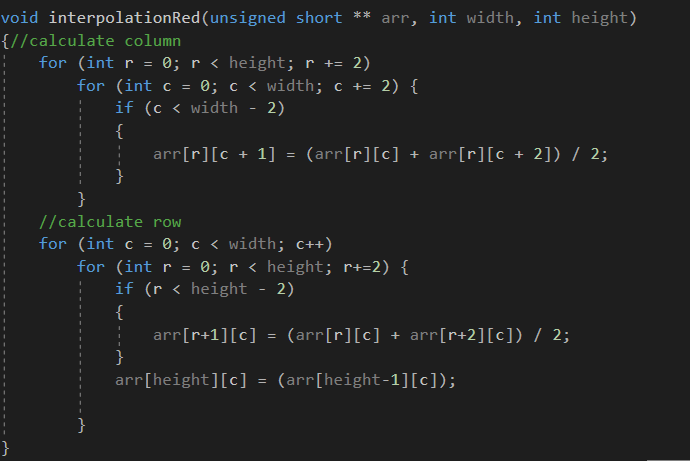 void interpolationRed(unsigned short ** arr, int width, int height)
{//calculate column
    for (int r = 0; r < height; r += 2)
        for (int c = 0; c < width; c += 2) {
            if (c < width - 2)
            {
                arr[r][c + 1] = (arr[r][c] + arr[r][c + 2]) / 2;
            }
        }
    //calculate row
    for (int c = 0; c < width; c++)
        for (int r = 0; r < height; r+=2) {
            if (r < height - 2)
            {
                arr[r+1][c] = (arr[r][c] + arr[r+2][c]) / 2;
            }
            arr[height][c] = (arr[height-1][c]);

        }
}